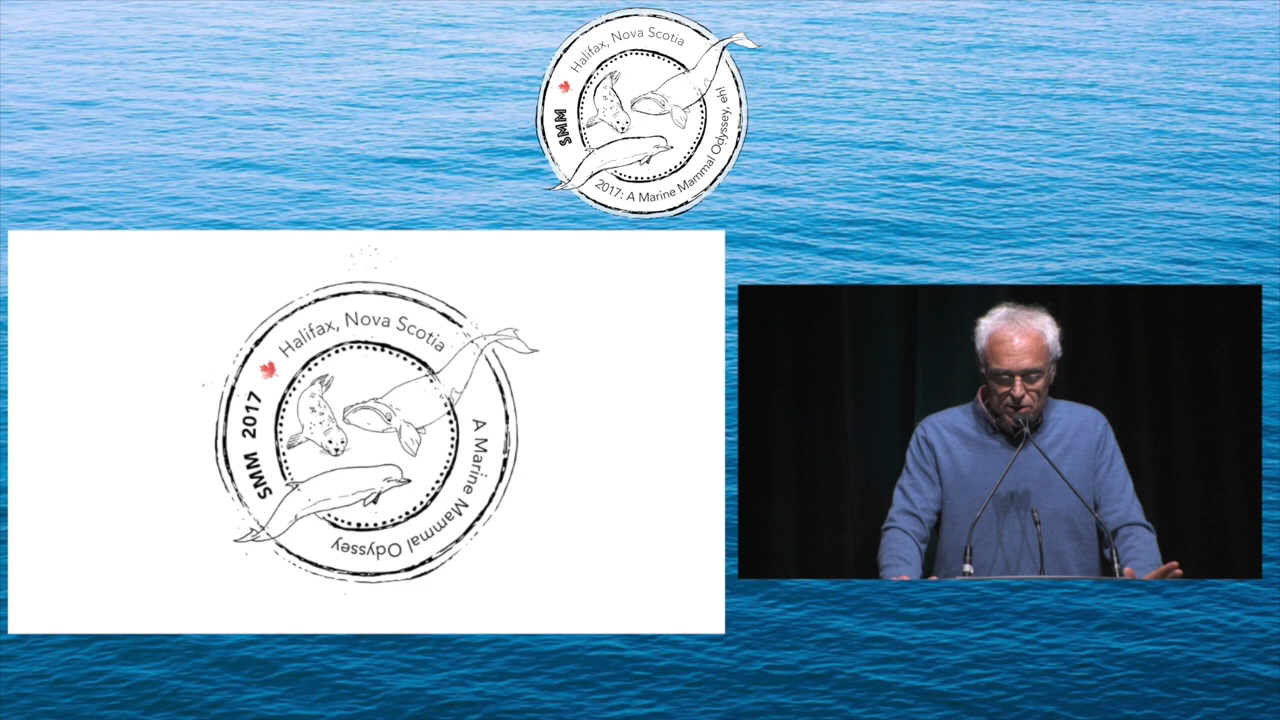 Halifax, Nova Scotia
SMM
2017: A Marine Mammal Odyssey, eh!
Halifax, Nova Scotia
SMM 2017
A Marine Mammal Odyssey